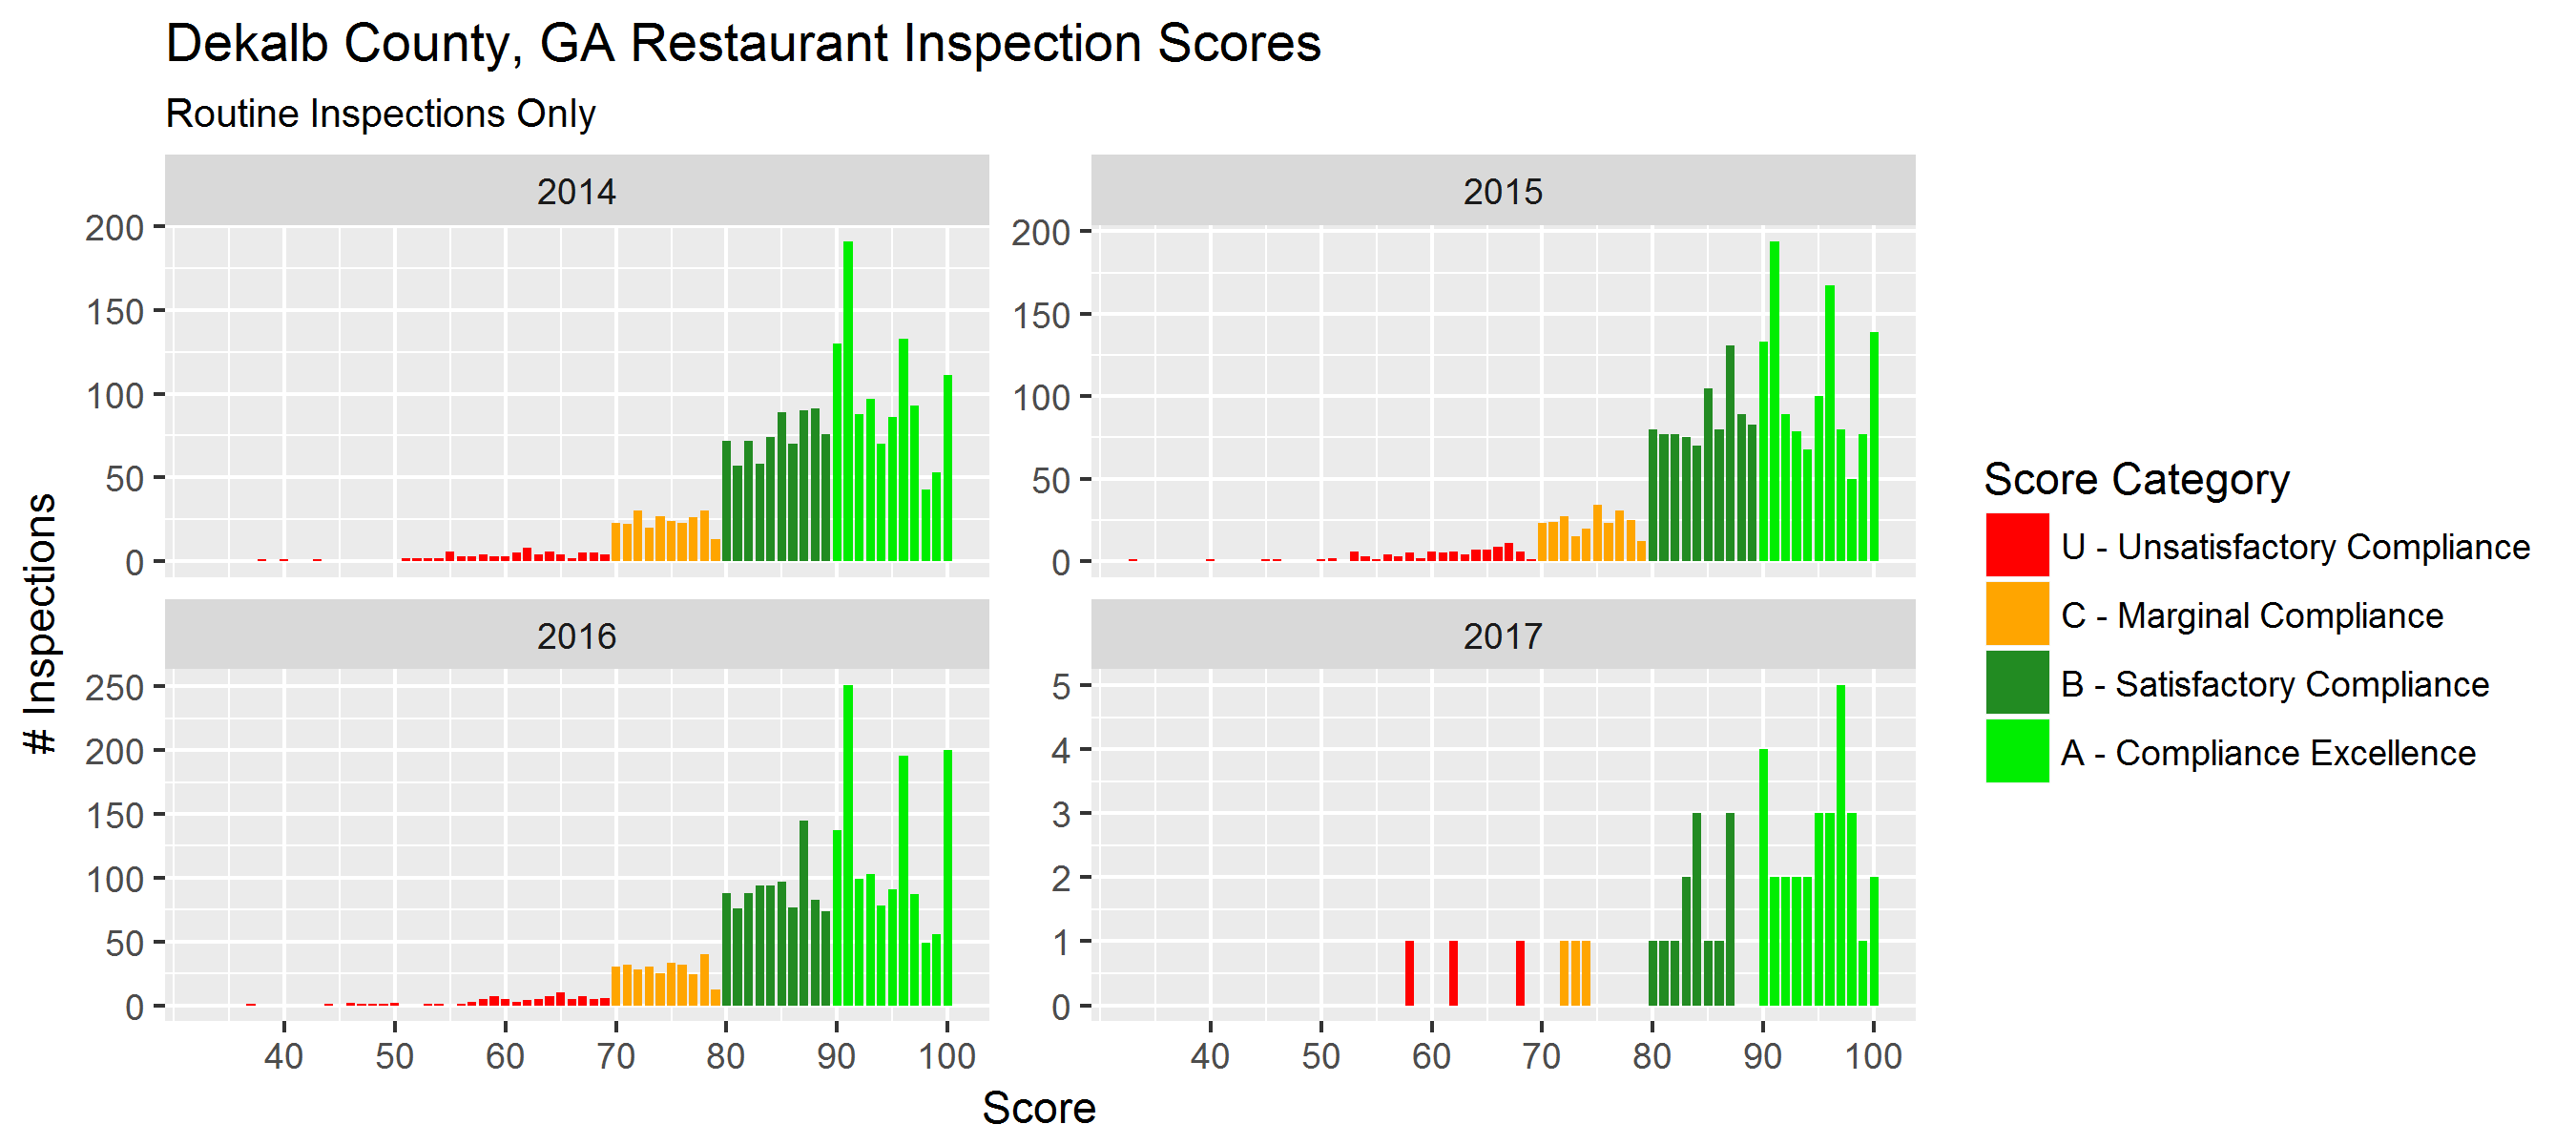 Dekalb County, GA Restaurant Inspection Scores
Routine Inspections Only
2014
2015
200
150
100
50
0
200
150
100
50
0
2016
2017
250
200
150
100
50
0
5
4
3
2
1
0
40 50 60 70 80 90 100
40 50 60 70 80 90 100
# Inspections
Score
Score Category
U - Unsatisfactory Compliance
C - Marginal Compliance
B - Satisfactory Compliance
A - Compliance Excellence